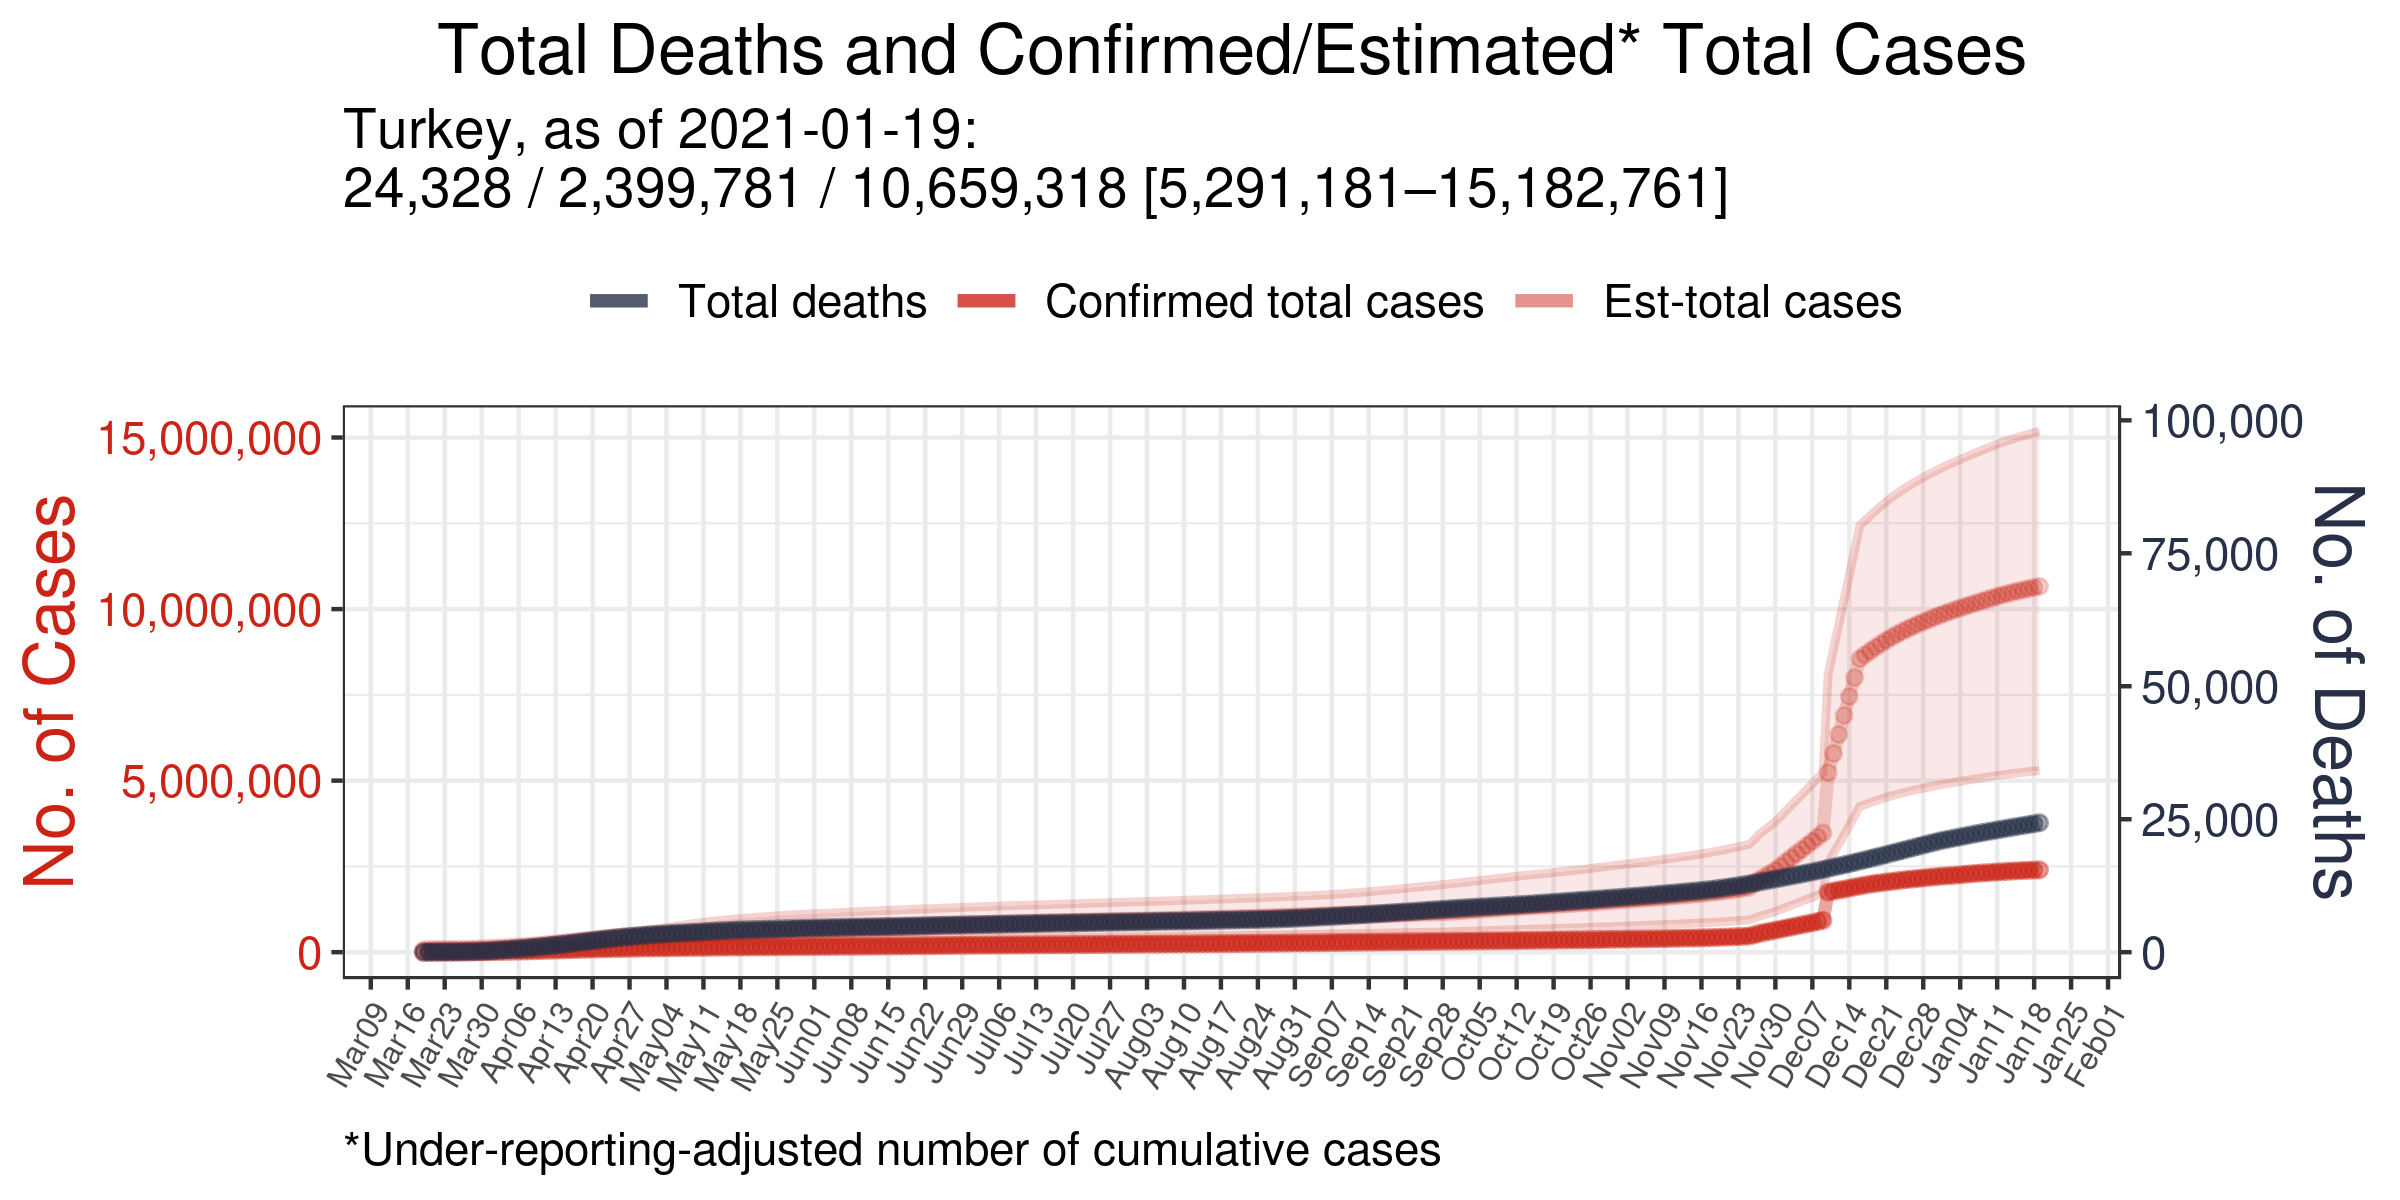 Total Deaths and Confirmed/Estimated* Total Cases
Turkey, as of 2021-01-19:
24,328 / 2,399,781 / 10,659,318 [5,291,181–15,182,761]
Total deaths
Confirmed total cases
Est-total cases
No. of Cases
15,000,000
10,000,000
5,000,000
0
100,000
75,000
50,000
25,000
0
No. of Deaths
Mar09
Mar16
Mar23
Mar30
Apr06
Apr13
Apr20
Apr27
May04
May11
May18
May25
Jun01
Jun08
Jun15
Jun22
Jun29
Jul06
Jul13
Jul20
Jul27
Aug03
Aug10
Aug17
Aug24
Aug31
Sep07
Sep14
Sep21
Sep28
Oct05
Oct12
Oct19
Oct26
Nov02
Nov09
Nov16
Nov23
Nov30
Dec07
Dec14
Dec21
Dec28
Jan04
Jan11
Jan18
Jan25
Feb01
*Under-reporting-adjusted number of cumulative cases